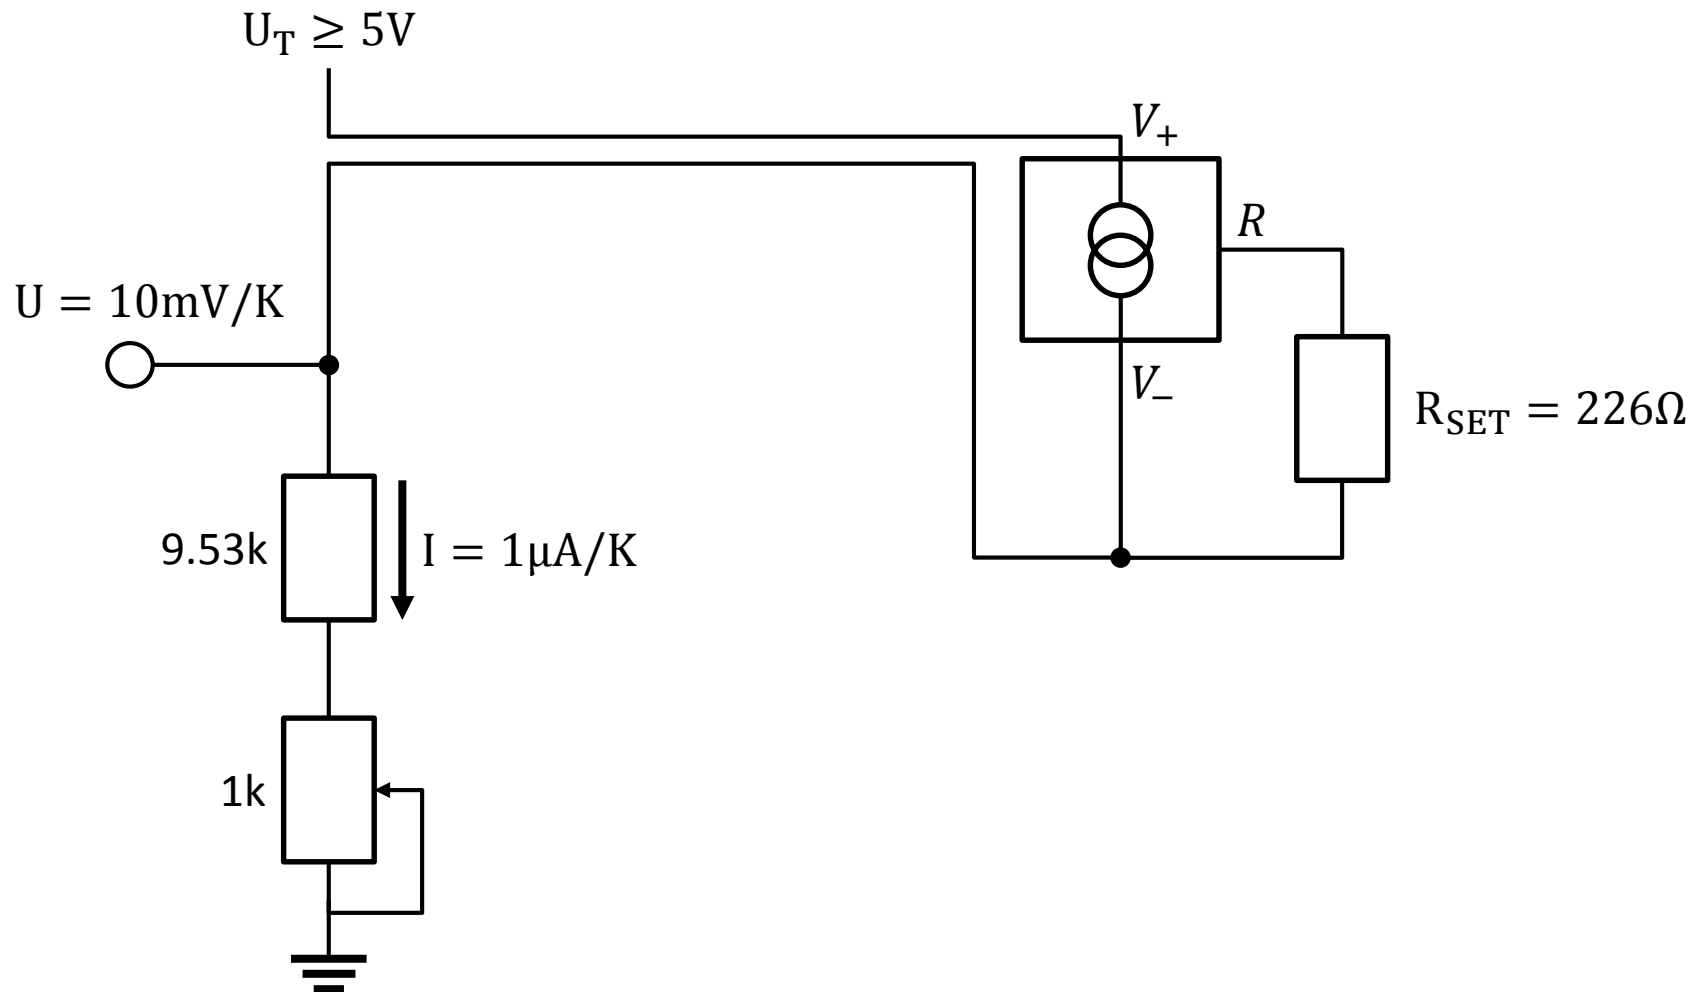 U_T ≥ 5V
V_+
R
U = 10mV/K
V_−
R_SET = 226Ω
9.53k
I = 1μA/K
1k